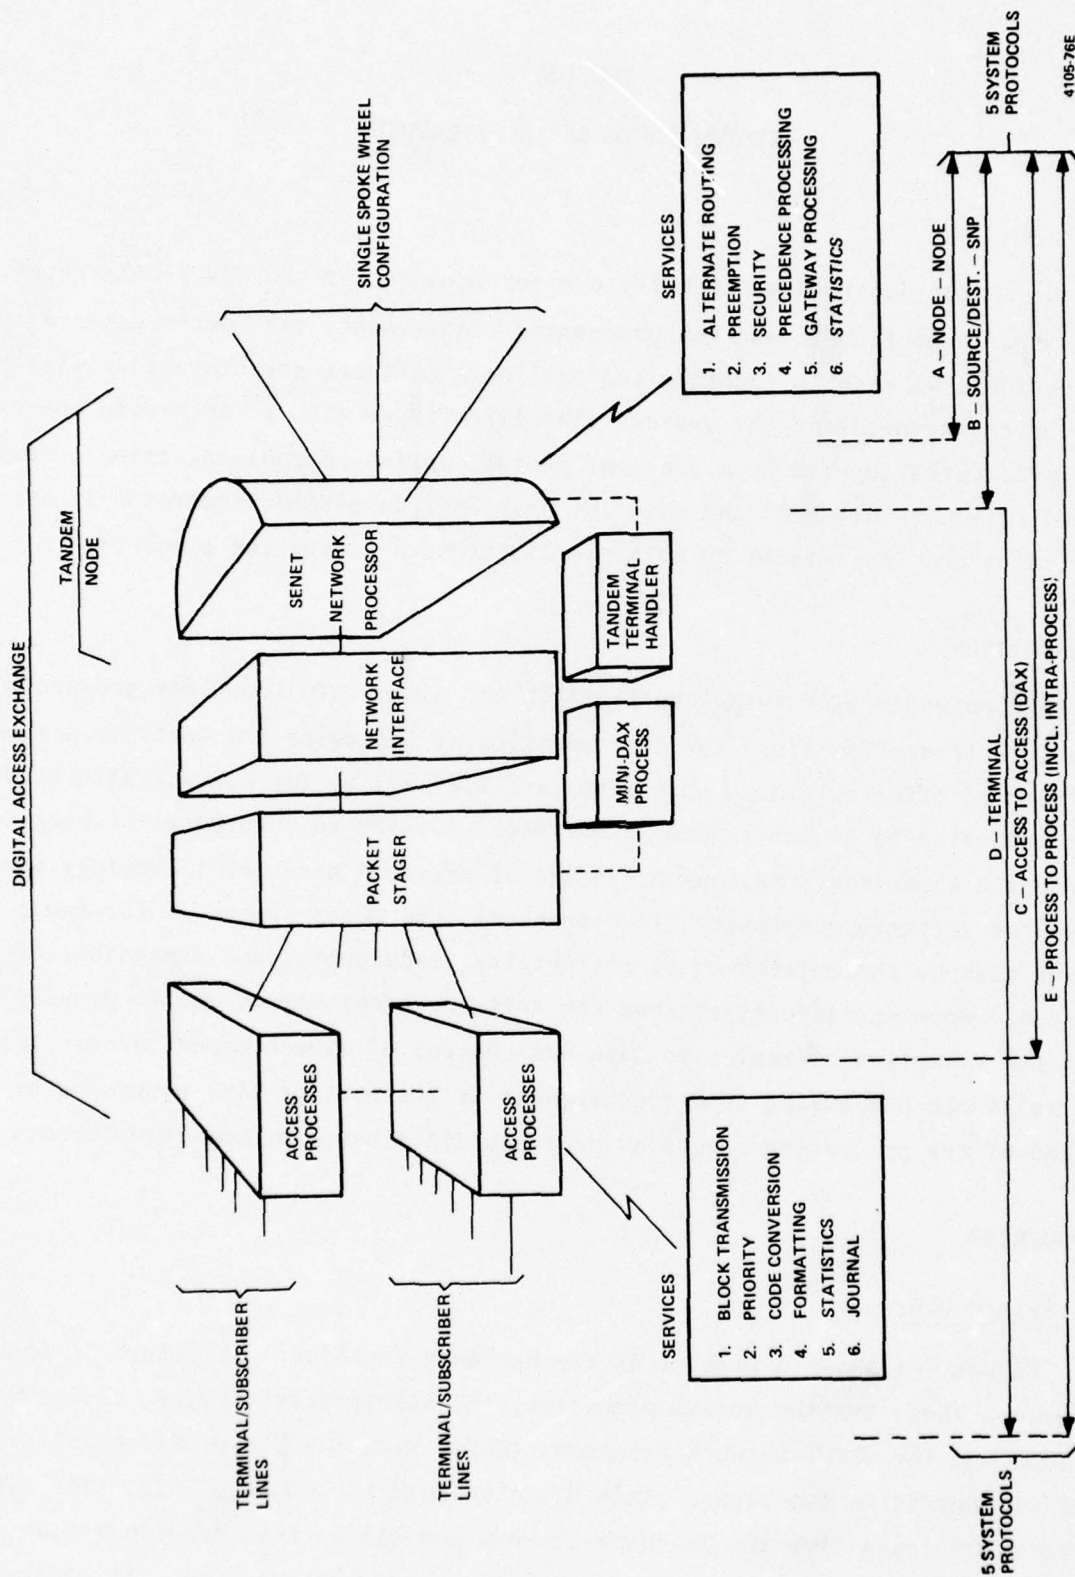 DIGITAL ACCESS EXCHANGE
TANDEM
NODE
TERMINAL/SUBSCRIBER
LINES
TERMINAL/SUBSCRIBER
LINES
ACCESS
PROCESSES
ACCESS
PROCESSES
PACKET
STAGER
NETWORK
INTERFACE
SENET
NETWORK
PROCESSOR
MINI-DAX
PROCESS
TANDEM
TERMINAL
HANDLER
SINGLE SPOKE WHEEL
CONFIGURATION
SERVICES
1. BLOCK TRANSMISSION
2. PRIORITY
3. CODE CONVERSION
4. FORMATTING
5. STATISTICS
6. JOURNAL
SERVICES
1. ALTERNATE ROUTING
2. PREEMPTION
3. SECURITY
4. PRECEDENCE PROCESSING
5. GATEWAY PROCESSING
6. STATISTICS
A – NODE – NODE
B – SOURCE/DEST. – SNP
D – TERMINAL
C – ACCESS TO ACCESS (DAX)
E – PROCESS TO PROCESS (INCL. INTRA-PROCESS)
5 SYSTEM
PROTOCOLS
5 SYSTEM
PROTOCOLS
4105-76E